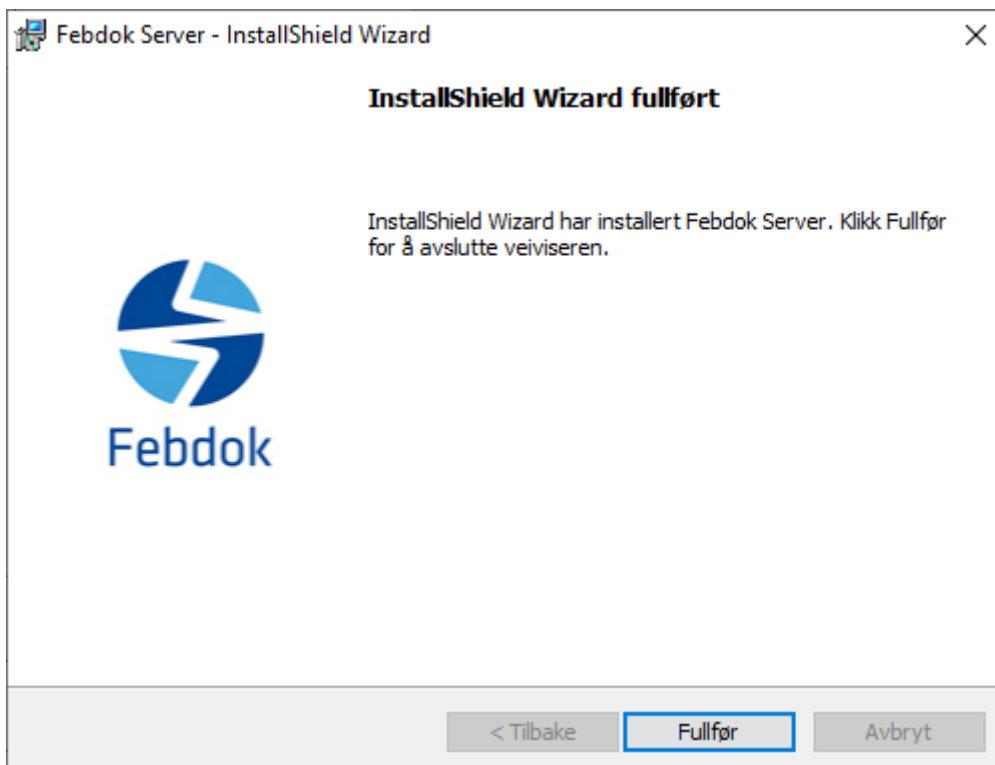 Febdok Server - InstallShield Wizard
InstallShield Wizard fullført
InstallShield Wizard har installert Febdok Server. Klikk Fullfør
for å avslutte veiviseren.
Febdok
< Tilbake
Fullfør
Avbryt